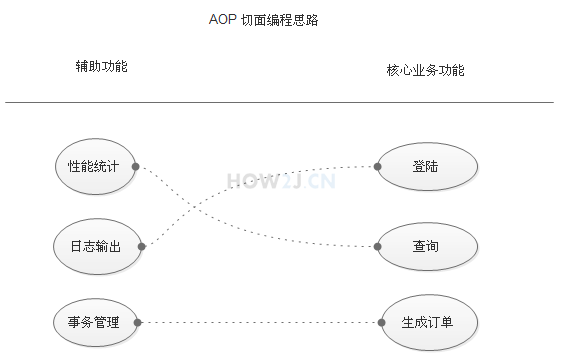 AOP 切面编程思路
辅助功能
核心业务功能
性能统计
登陆
HOW2J.CN
日志输出
查询
事务管理
生成订单